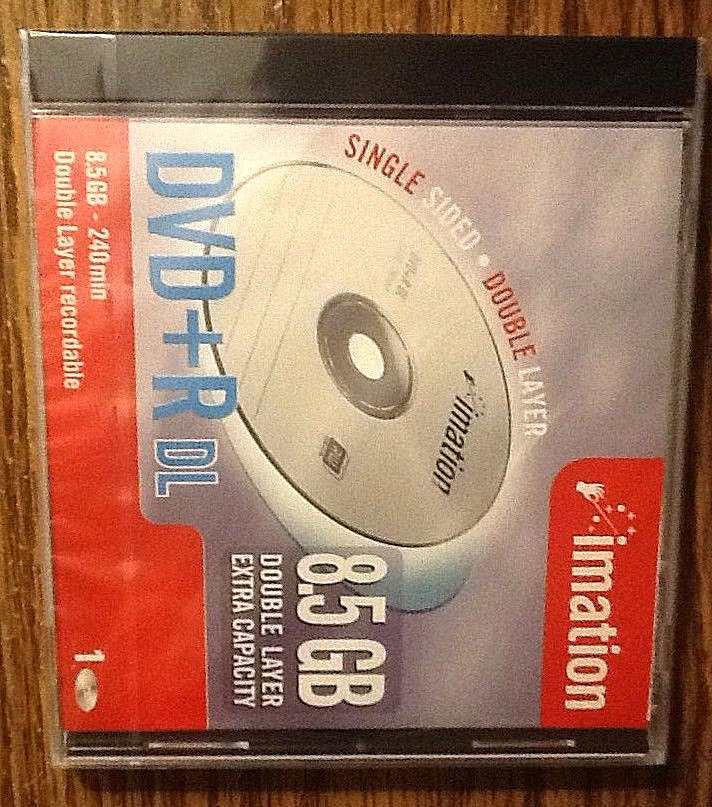 imation
SINGLE SIDED • DOUBLE LAYER
imation
8.5 GB
DOUBLE LAYER
EXTRA CAPACITY
DVD+R DL
8.5GB - 240min
Double Layer recordable
1